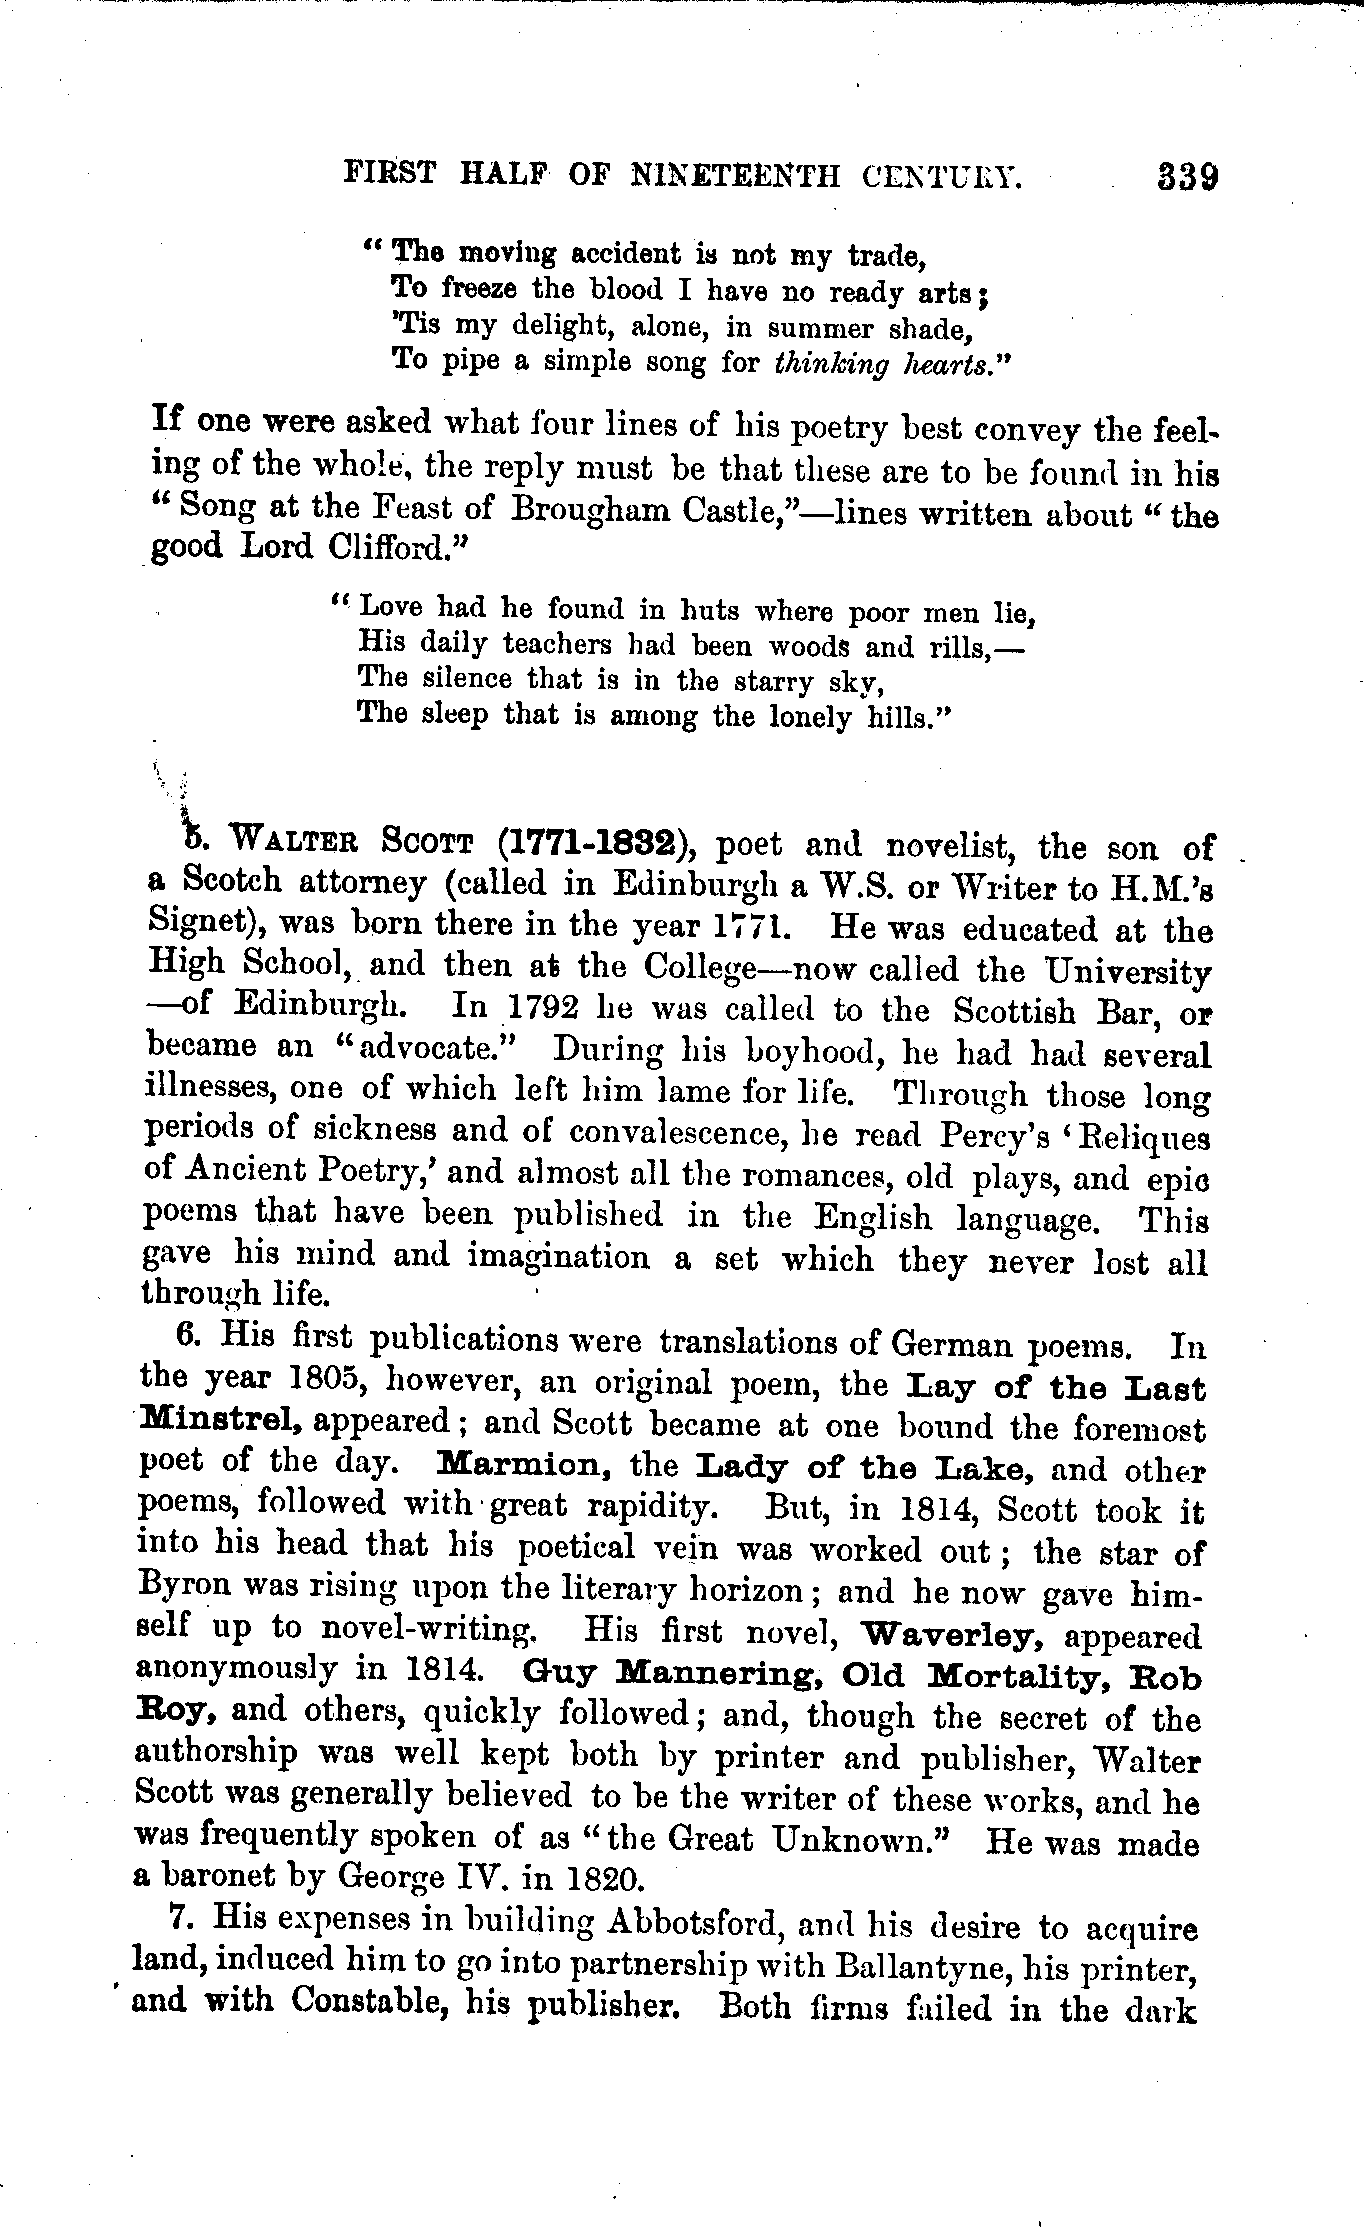 FIRST HALF OF NINETEENTH CENTURY. 339
“ The moving accident is not my trade,
To freeze the blood I have no ready arts;
’Tis my delight, alone, in summer shade,
To pipe a simple song for thinking hearts.”
If one were asked what four lines of his poetry best convey the feel-
ing of the whole, the reply must be that these are to be found in his
“ Song at the Feast of Brougham Castle,”—lines written about “ the
good Lord Clifford.”
“ Love had he found in huts where poor men lie,
His daily teachers had been woods and rills,—
The silence that is in the starry sky,
The sleep that is among the lonely hills.”
5. WALTER SCOTT (1771-1832), poet and novelist, the son of
a Scotch attorney (called in Edinburgh a W.S. or Writer to H.M.’s
Signet), was born there in the year 1771. He was educated at the
High School, and then at the College—now called the University
—of Edinburgh. In 1792 he was called to the Scottish Bar, or
became an “advocate.” During his boyhood, he had had several
illnesses, one of which left him lame for life. Through those long
periods of sickness and of convalescence, he read Percy’s ‘Reliques
of Ancient Poetry,’ and almost all the romances, old plays, and epic
poems that have been published in the English language. This
gave his mind and imagination a set which they never lost all
through life.
6. His first publications were translations of German poems. In
the year 1805, however, an original poem, the Lay of the Last
Minstrel, appeared; and Scott became at one bound the foremost
poet of the day. Marmion, the Lady of the Lake, and other
poems, followed with great rapidity. But, in 1814, Scott took it
into his head that his poetical vein was worked out; the star of
Byron was rising upon the literary horizon; and he now gave him-
self up to novel-writing. His first novel, Waverley, appeared
anonymously in 1814. Guy Mannering, Old Mortality, Rob
Roy, and others, quickly followed; and, though the secret of the
authorship was well kept both by printer and publisher, Walter
Scott was generally believed to be the writer of these works, and he
was frequently spoken of as “the Great Unknown.” He was made
a baronet by George IV. in 1820.
7. His expenses in building Abbotsford, and his desire to acquire
land, induced him to go into partnership with Ballantyne, his printer,
and with Constable, his publisher. Both firms failed in the dark